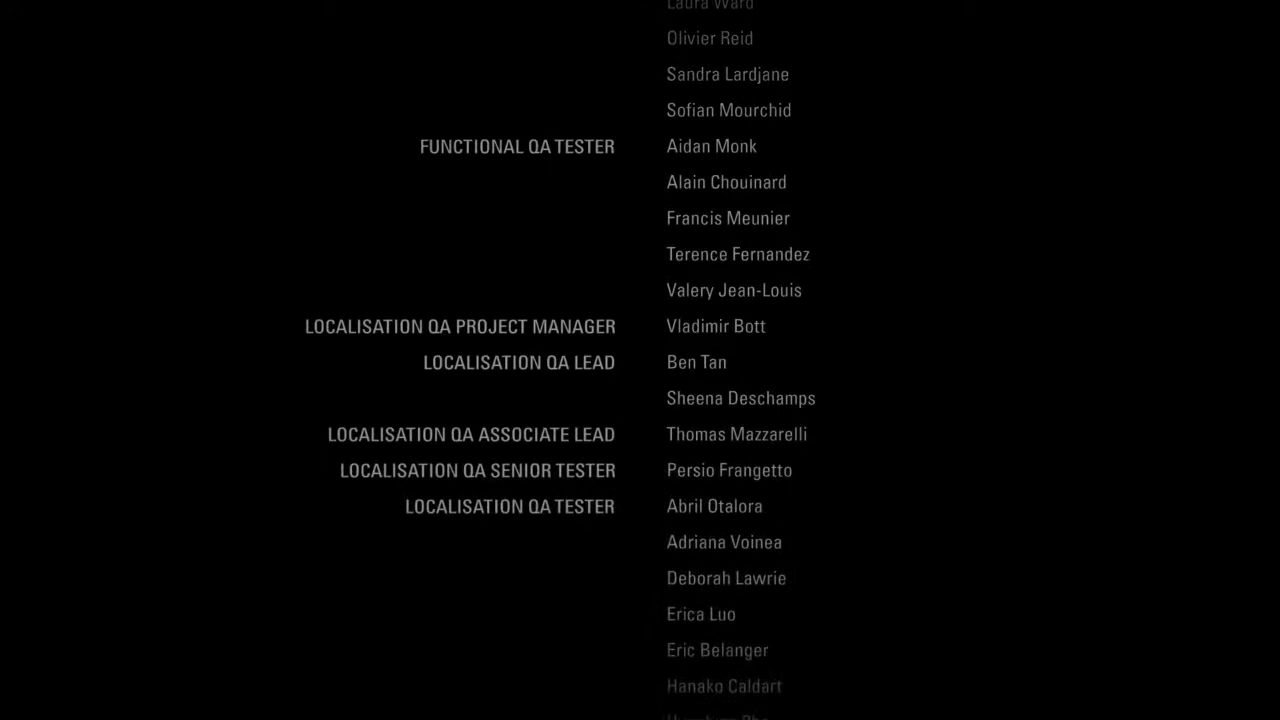 Laura Ward
Olivier Reid
Sandra Lardjane
Sofian Mourchid
FUNCTIONAL QA TESTER Aidan Monk
Alain Chouinard
Francis Meunier
Terence Fernandez
Valery Jean-Louis
LOCALISATION QA PROJECT MANAGER Vladimir Bott
LOCALISATION QA LEAD Ben Tan
Sheena Deschamps
LOCALISATION QA ASSOCIATE LEAD Thomas Mazzarelli
LOCALISATION QA SENIOR TESTER Persio Frangetto
LOCALISATION QA TESTER Abril Otalora
Adriana Voinea
Deborah Lawrie
Erica Luo
Eric Belanger
Hanako Caldart